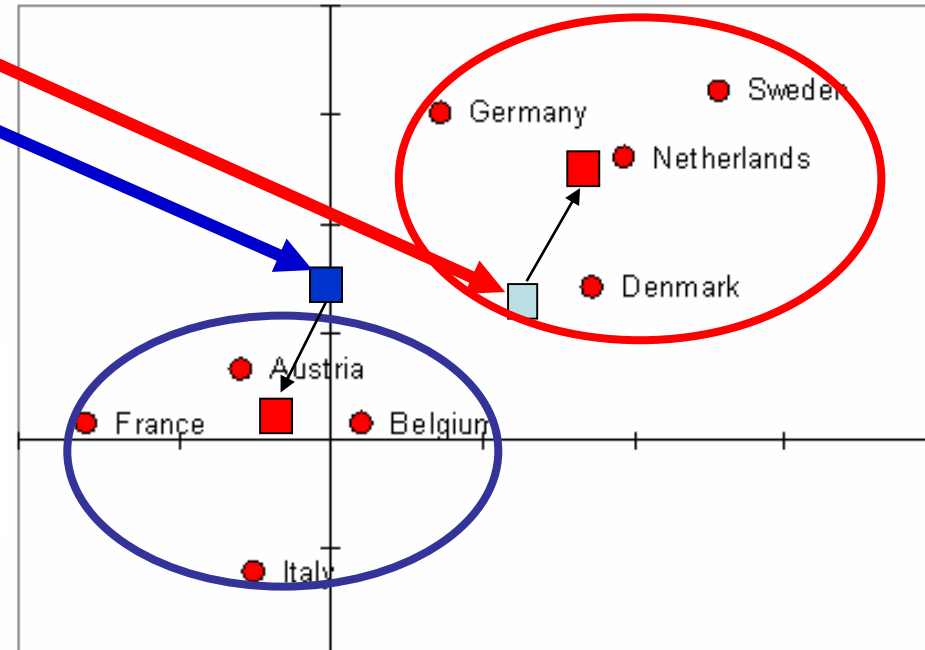 Sweden
Germany
Netherlands
Denmark
Austria
France
Belgium
Italy